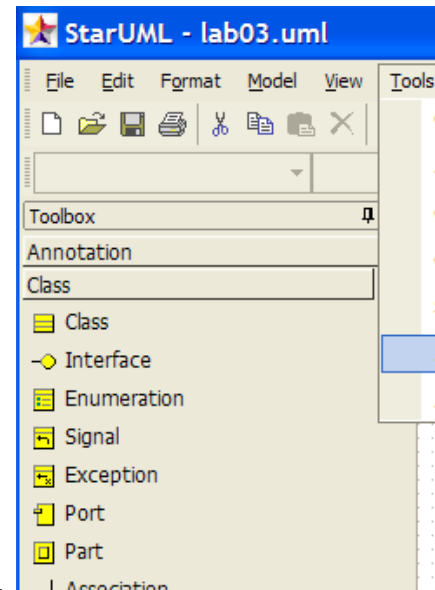 StarUML - lab03.uml
File Edit Format Model View Tools
Toolbox
Annotation
Class
Class
Interface
Enumeration
Signal
Exception
Port
Part
Association